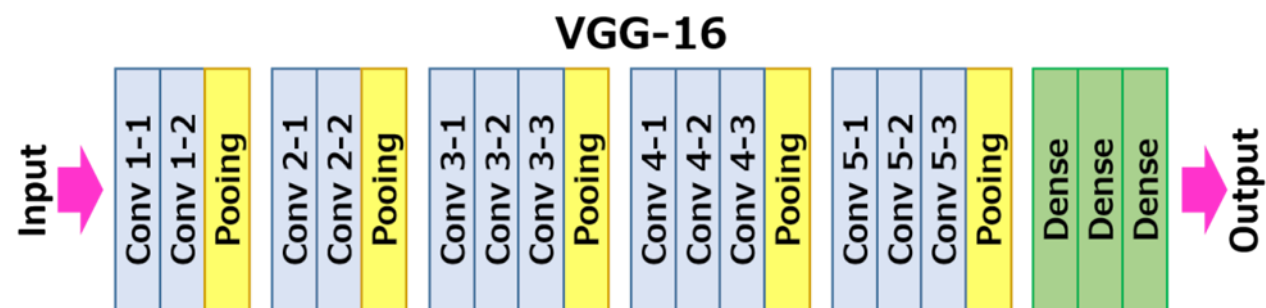 VGG-16
Input
Conv 1-1
Conv 1-2
Pooing
Conv 2-1
Conv 2-2
Pooing
Conv 3-1
Conv 3-2
Conv 3-3
Pooing
Conv 4-1
Conv 4-2
Conv 4-3
Pooing
Conv 5-1
Conv 5-2
Conv 5-3
Pooing
Dense
Dense
Dense
Output